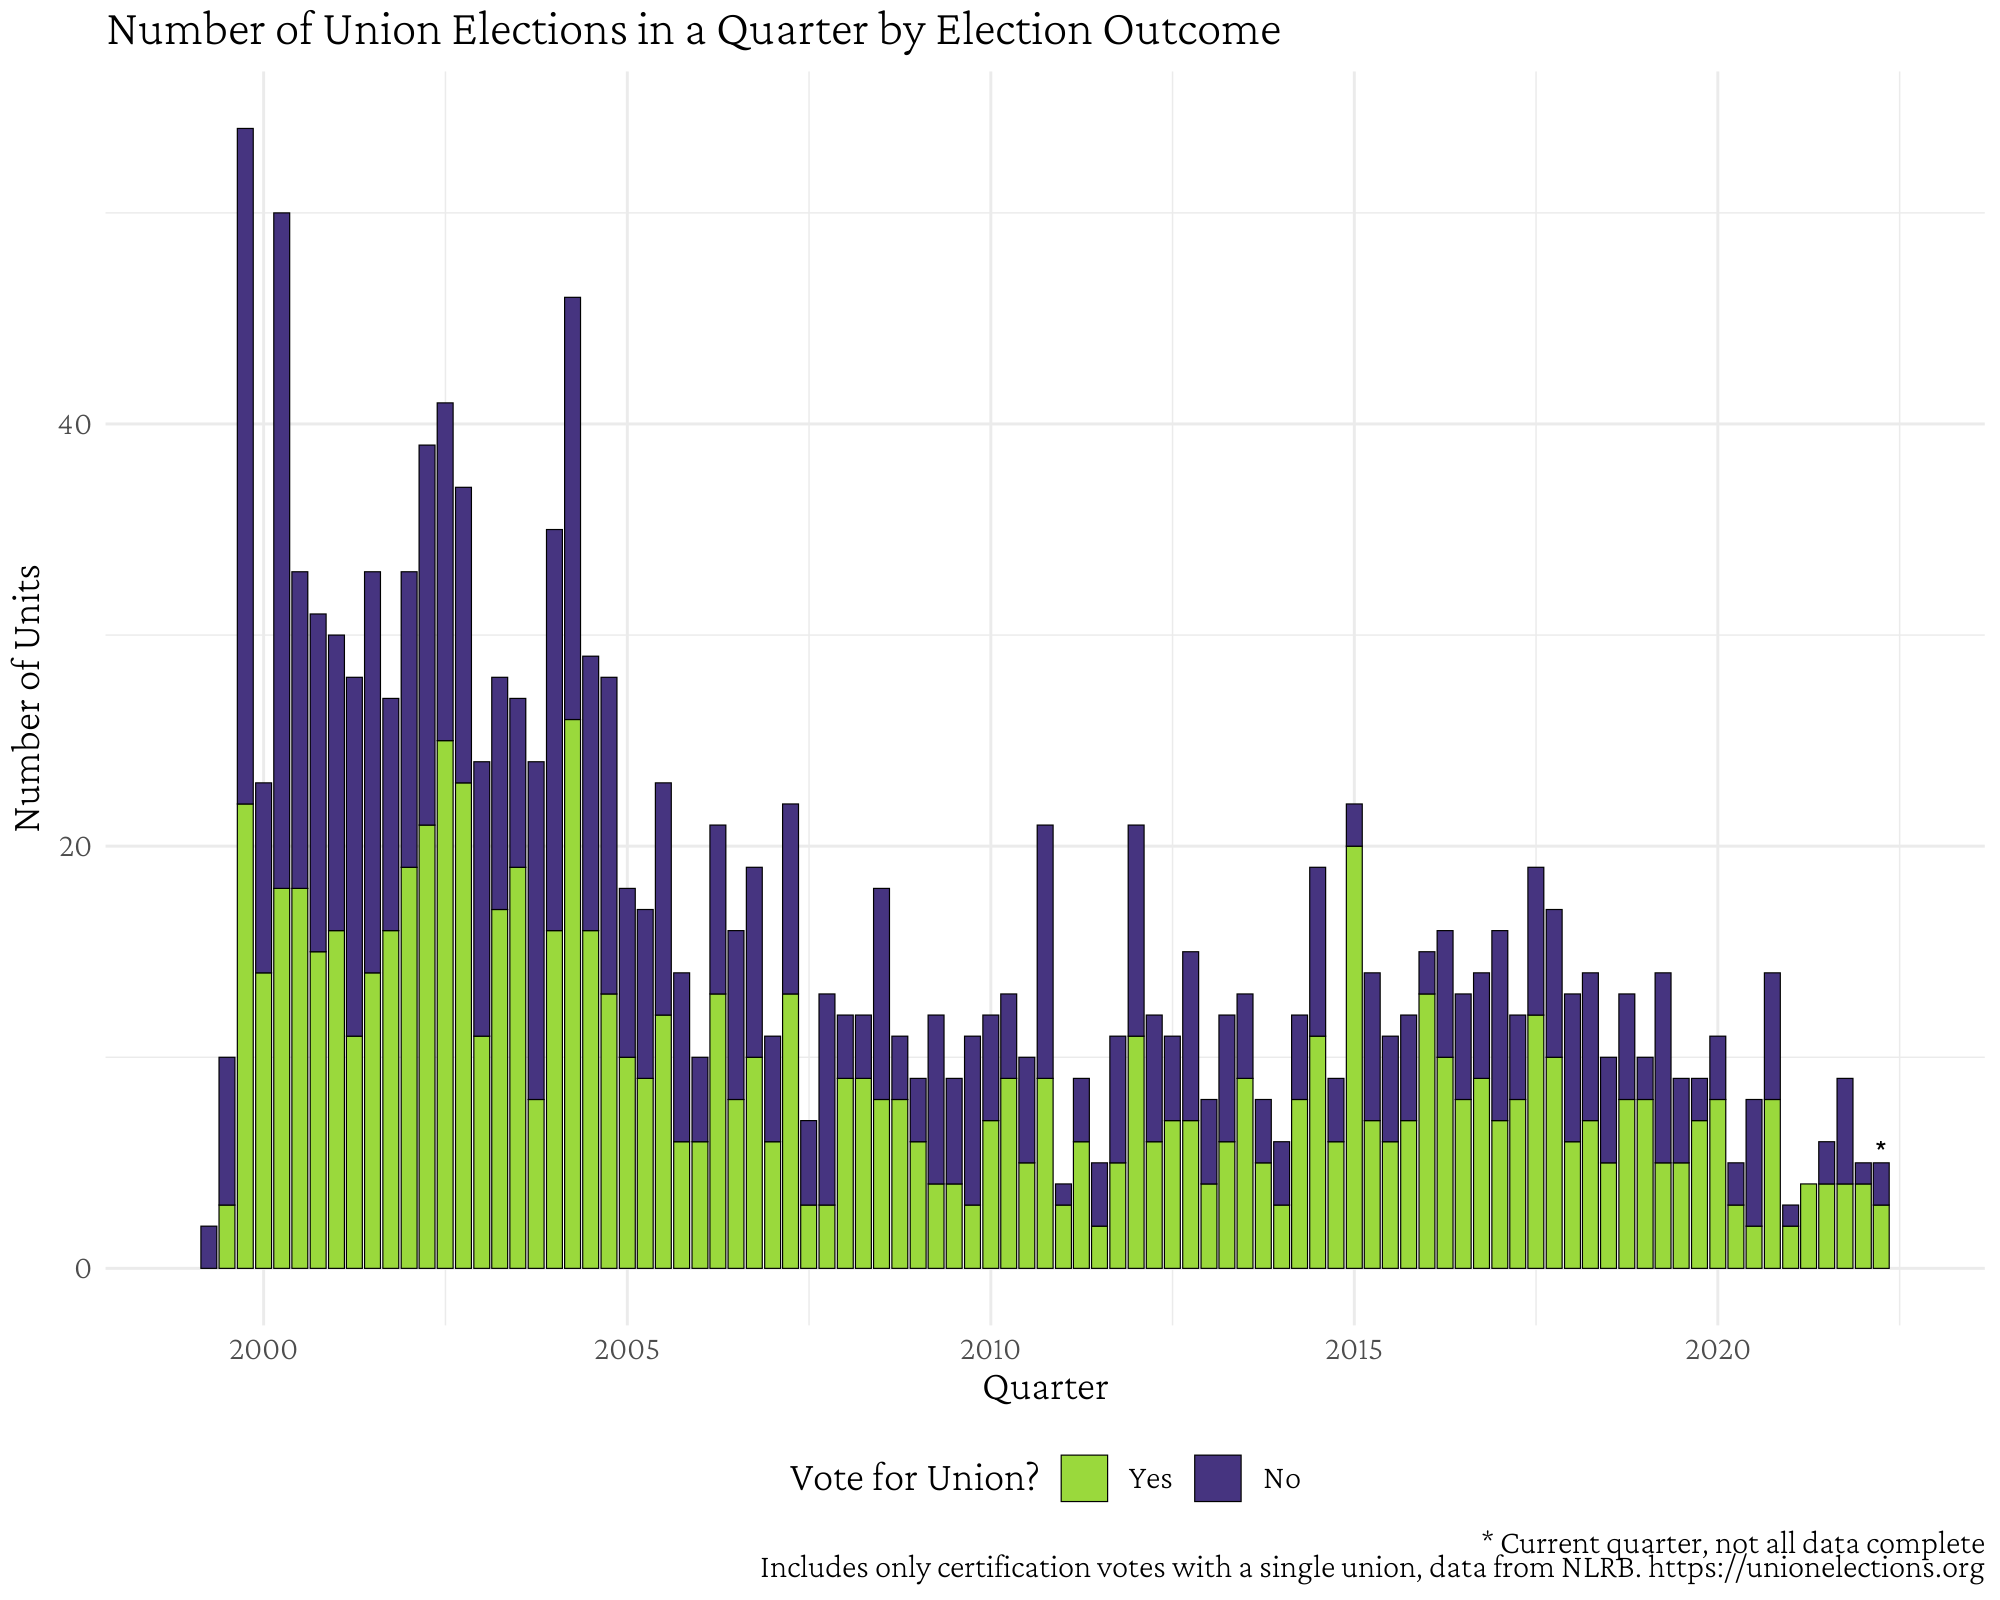 Number of Union Elections in a Quarter by Election Outcome
Number of Units
40
20
0
2000 2005 2010 2015 2020
*
Quarter
Vote for Union? Yes No
* Current quarter, not all data complete
Includes only certification votes with a single union, data from NLRB. https://unionelections.org